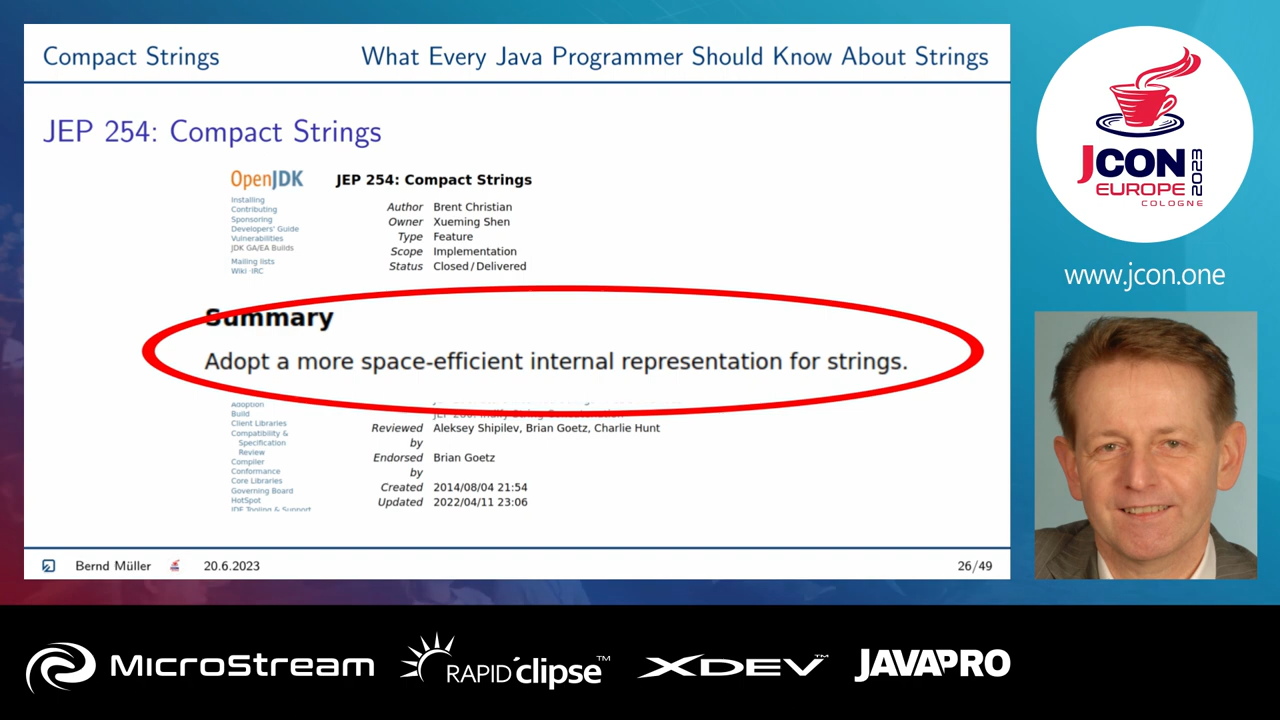 Compact Strings What Every Java Programmer Should Know About Strings
JEP 254: Compact Strings
OpenJDK
Installing
Contributing
Sponsoring
Developers' Guide
Vulnerabilities
JDK GA/EA Builds
Mailing lists
Wiki · IRC
JEP 254: Compact Strings
Author Brent Christian
Owner Xueming Shen
Type Feature
Scope Implementation
Status Closed / Delivered
Summary
Adopt a more space-efficient internal representation for strings.
Adoption
Build
Client Libraries
Compatibility &
Specification
Review
Compiler
Conformance
Core Libraries
Governing Board
HotSpot
IDE Tooling & Support
Reviewed Aleksey Shipilev, Brian Goetz, Charlie Hunt
by
Endorsed Brian Goetz
by
Created 2014/08/04 21:54
Updated 2022/04/11 23:06
Bernd Müller 20.6.2023 26/49
JCON
EUROPE
2023
COLOGNE
www.jcon.one
MicroStream
RAPIDclipse™
XDEV™
JAVAPRO